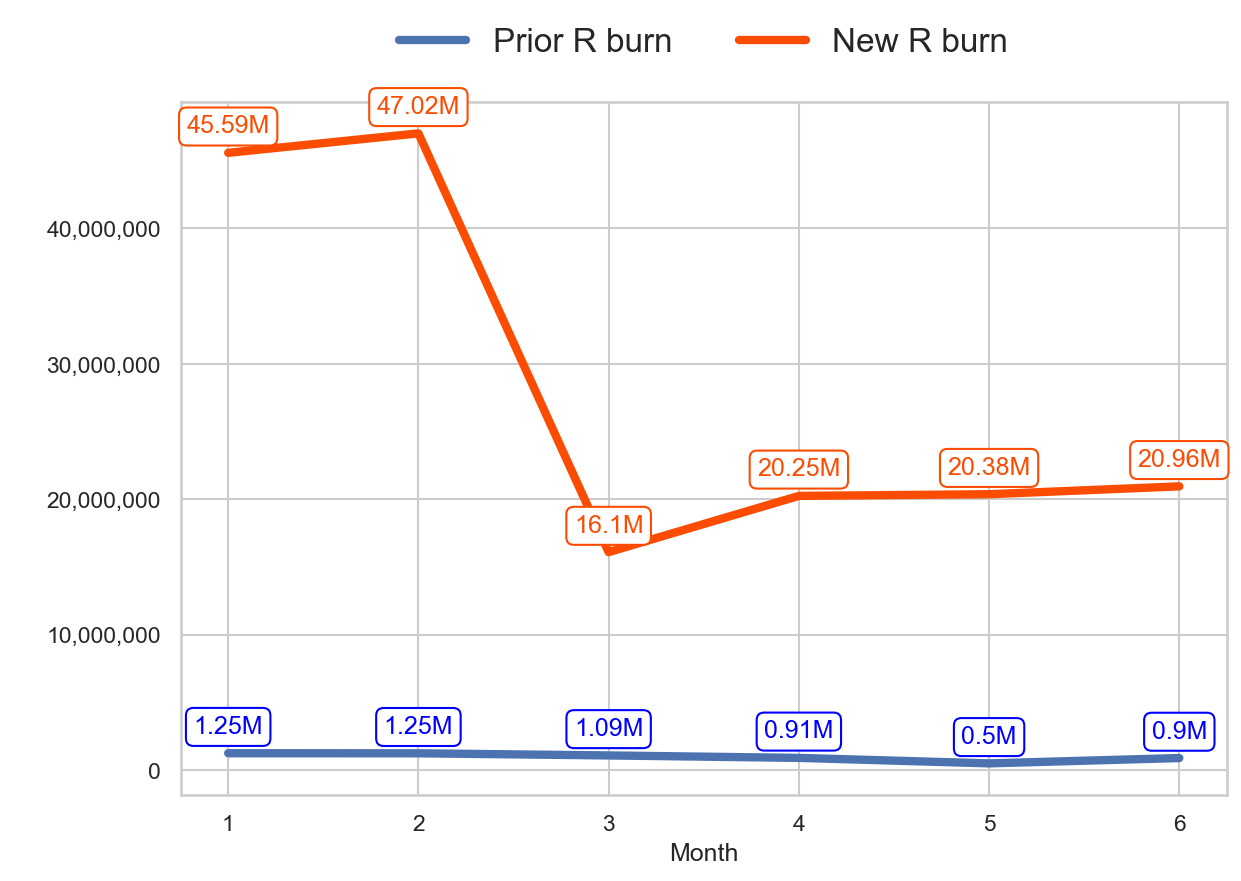 Prior R burn New R burn
45.59M 47.02M
40,000,000
30,000,000
20.25M 20.38M 20.96M
20,000,000
16.1M
10,000,000
1.25M 1.25M 1.09M 0.91M 0.5M 0.9M
0
1 2 3 4 5 6
Month